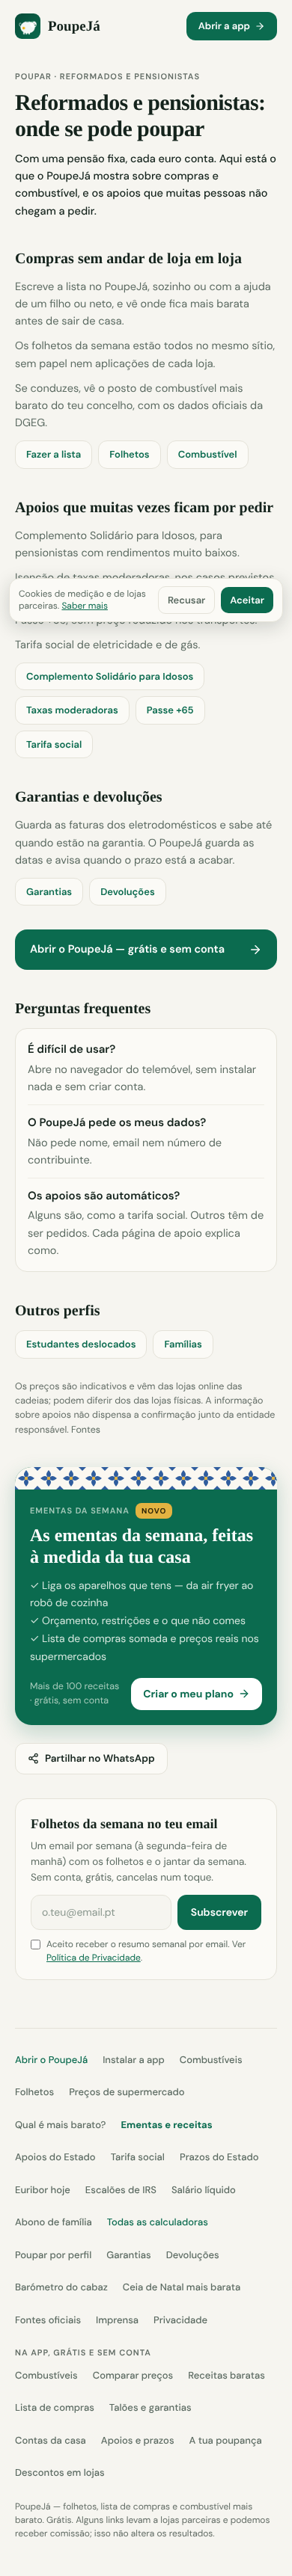 PoupeJá
Abrir a app →
POUPAR · REFORMADOS E PENSIONISTAS
Reformados e pensionistas:
onde se pode poupar
Com uma pensão fixa, cada euro conta. Aqui está o
que o PoupeJá mostra sobre compras e
combustível, e os apoios que muitas pessoas não
chegam a pedir.
Compras sem andar de loja em loja
Escreve a lista no PoupeJá, sozinho ou com a ajuda
de um filho ou neto, e vê onde fica mais barata
antes de sair de casa.
Os folhetos da semana estão todos no mesmo sítio,
sem papel nem aplicações de cada loja.
Se conduzes, vê o posto de combustível mais
barato do teu concelho, com os dados oficiais da
DGEG.
Fazer a lista
Folhetos
Combustível
Apoios que muitas vezes ficam por pedir
Complemento Solidário para Idosos, para
pensionistas com rendimentos muito baixos.
Cookies de medição e de lojas
parceiras. Saber mais
Recusar
Aceitar
Tarifa social de eletricidade e de gás.
Complemento Solidário para Idosos
Taxas moderadoras
Passe +65
Tarifa social
Garantias e devoluções
Guarda as faturas dos eletrodomésticos e sabe até
quando estão na garantia. O PoupeJá guarda as
datas e avisa quando o prazo está a acabar.
Garantias
Devoluções
Abrir o PoupeJá — grátis e sem conta →
Perguntas frequentes
É difícil de usar?
Abre no navegador do telemóvel, sem instalar
nada e sem criar conta.
O PoupeJá pede os meus dados?
Não pede nome, email nem número de
contribuinte.
Os apoios são automáticos?
Alguns são, como a tarifa social. Outros têm de
ser pedidos. Cada página de apoio explica
como.
Outros perfis
Estudantes deslocados
Famílias
Os preços são indicativos e vêm das lojas online das
cadeias; podem diferir dos das lojas físicas. A informação
sobre apoios não dispensa a confirmação junto da entidade
responsável. Fontes
EMENTAS DA SEMANA NOVO
As ementas da semana, feitas
à medida da tua casa
✓ Liga os aparelhos que tens — da air fryer ao
robô de cozinha
✓ Orçamento, restrições e o que não comes
✓ Lista de compras somada e preços reais nos
supermercados
Mais de 100 receitas
· grátis, sem conta
Criar o meu plano →
Partilhar no WhatsApp
Folhetos da semana no teu email
Um email por semana (à segunda-feira de
manhã) com os folhetos e o jantar da semana.
Sem conta, grátis, cancelas num toque.
o.teu@email.pt
Subscrever
Aceito receber o resumo semanal por email. Ver
Política de Privacidade.
Abrir o PoupeJá Instalar a app Combustíveis
Folhetos Preços de supermercado
Qual é mais barato? Ementas e receitas
Apoios do Estado Tarifa social Prazos do Estado
Euribor hoje Escalões de IRS Salário líquido
Abono de família Todas as calculadoras
Poupar por perfil Garantias Devoluções
Barómetro do cabaz Ceia de Natal mais barata
Fontes oficiais Imprensa Privacidade
NA APP, GRÁTIS E SEM CONTA
Combustíveis Comparar preços Receitas baratas
Lista de compras Talões e garantias
Contas da casa Apoios e prazos A tua poupança
Descontos em lojas
PoupeJá — folhetos, lista de compras e combustível mais
barato. Grátis. Alguns links levam a lojas parceiras e podemos
receber comissão; isso não altera os resultados.